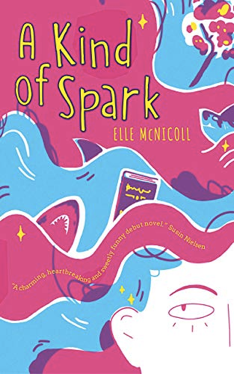 A Kind
of Spark
ELLE McNICOLL
"A charming, heartbreaking and sweetly funny debut novel." Susin Nielsen.